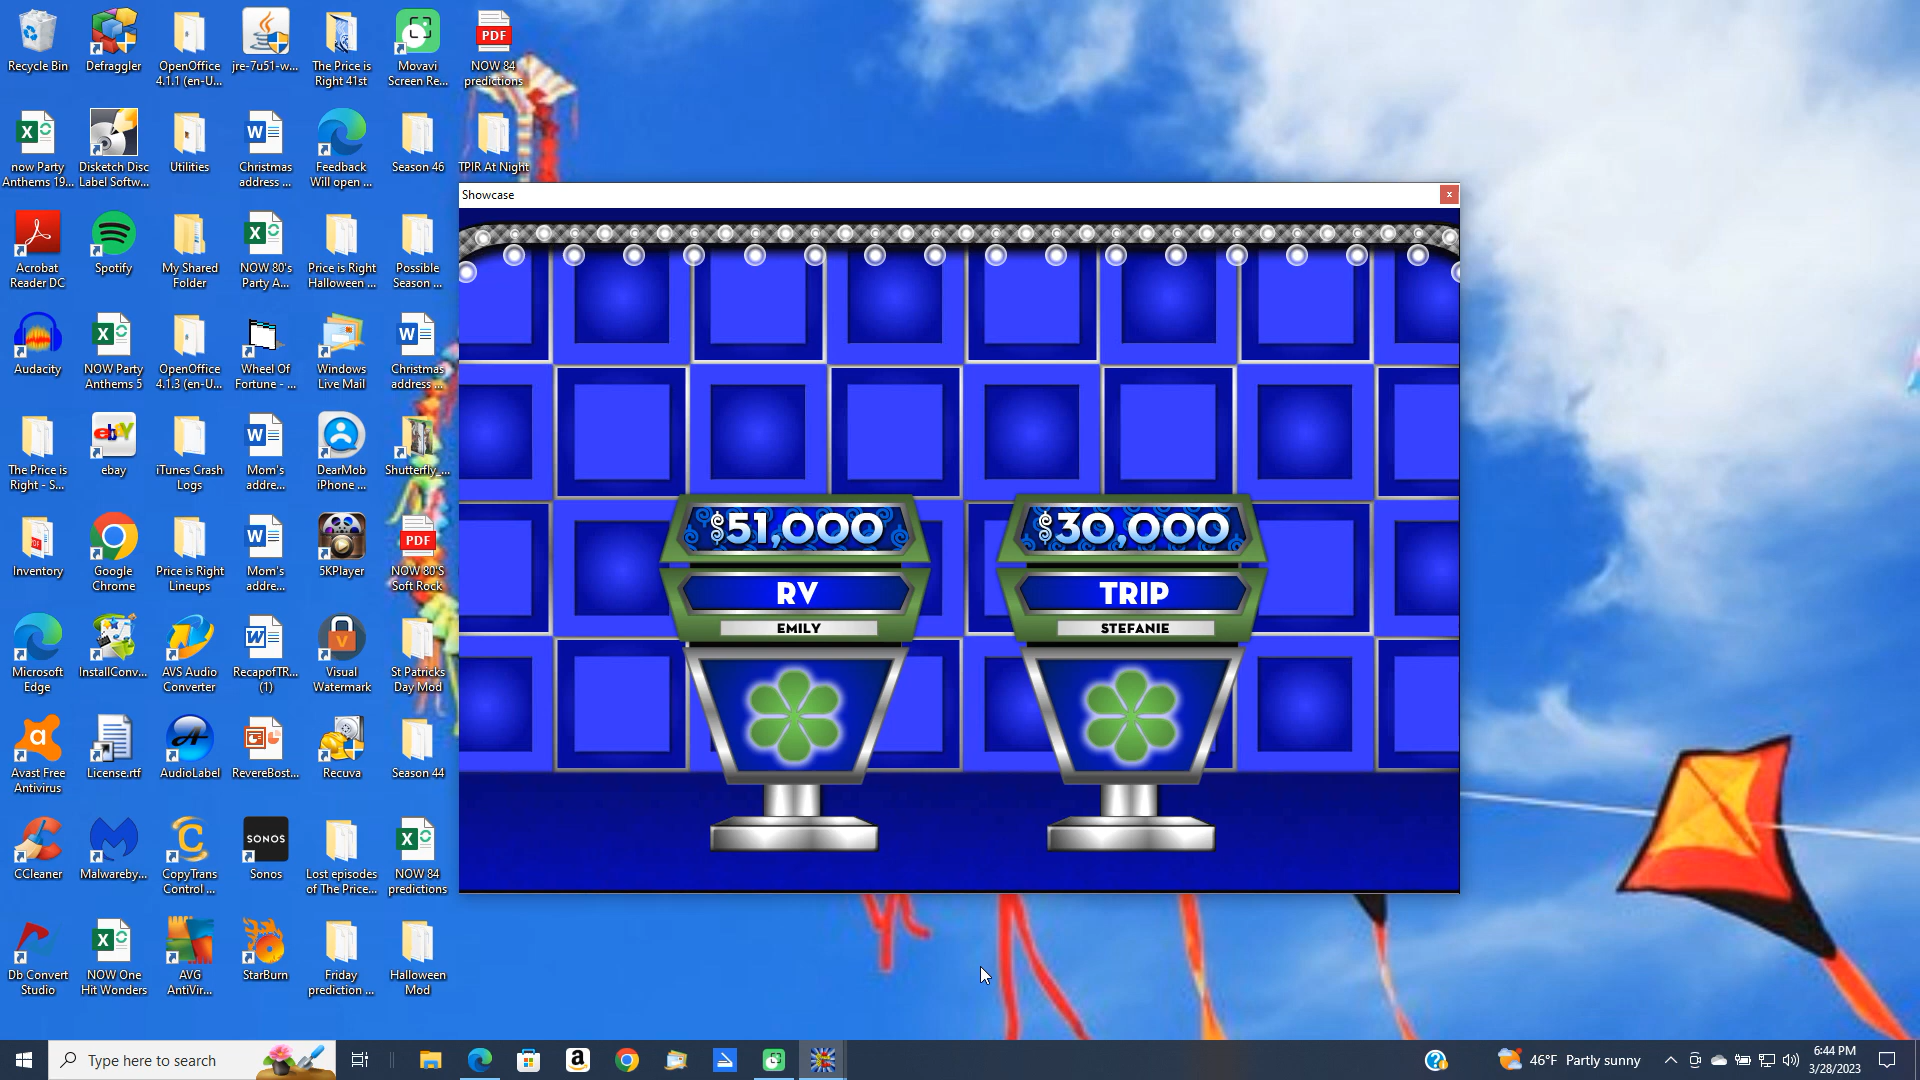 Recycle Bin
Defraggler
OpenOffice
4.1.1 (en-U...
jre-7u51-w...
The Price is
Right 41st
Movavi
Screen Re...
PDF
NOW 84
predictions
now Party
Anthems 19...
Disketch Disc
Label Softw...
Utilities
Christmas
address ...
Feedback
Will open ...
Season 46
TPIR At Night
Showcase
Acrobat
Reader DC
Spotify
My Shared
Folder
NOW 80's
Party A...
Price is Right
Halloween ...
Possible
Season ...
Audacity
NOW Party
Anthems 5
OpenOffice
4.1.3 (en-U...
Wheel Of
Fortune - ...
Windows
Live Mail
Christmas
address ...
The Price is
Right - S...
ebay
ebay
iTunes Crash
Logs
Mom's
addre...
DearMob
iPhone ...
Shutterfly_...
$51,000
$30,000
Inventory
Google
Chrome
Price is Right
Lineups
Mom's
addre...
5KPlayer
PDF
NOW 80'S
Soft Rock
RV
TRIP
EMILY
STEFANIE
Microsoft
Edge
InstallConv...
AVS Audio
Converter
RecapofTR...
(1)
Visual
Watermark
St Patricks
Day Mod
Avast Free
Antivirus
License.rtf
AudioLabel
RevereBost...
Recuva
Season 44
CCleaner
Malwareby...
CopyTrans
Control ...
SONOS
Sonos
Lost episodes
of The Price...
NOW 84
predictions
Db Convert
Studio
NOW One
Hit Wonders
AVG
AntiVir...
StarBurn
Friday
prediction ...
Halloween
Mod
Type here to search
46°F Partly sunny
6:44 PM
3/28/2023